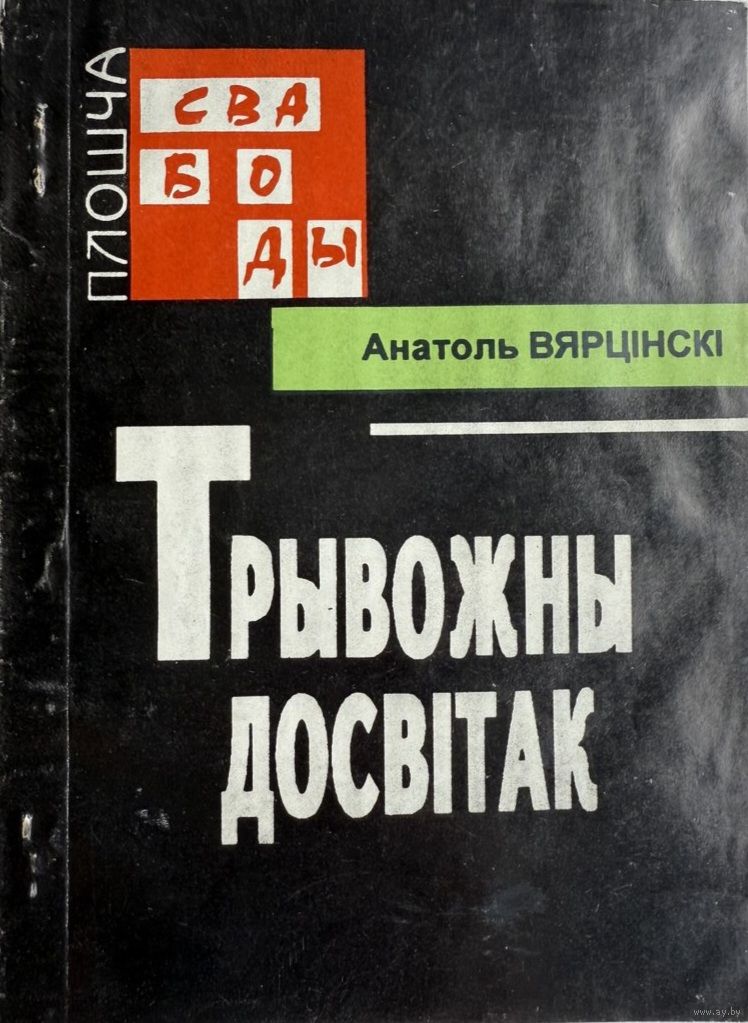 ПЛОШЧА
СВА
БО
ДЫ
Анатоль ВЯРЦІНСКІ
ТРЫВОЖНЫ
ДОСВІТАК
www.ay.by